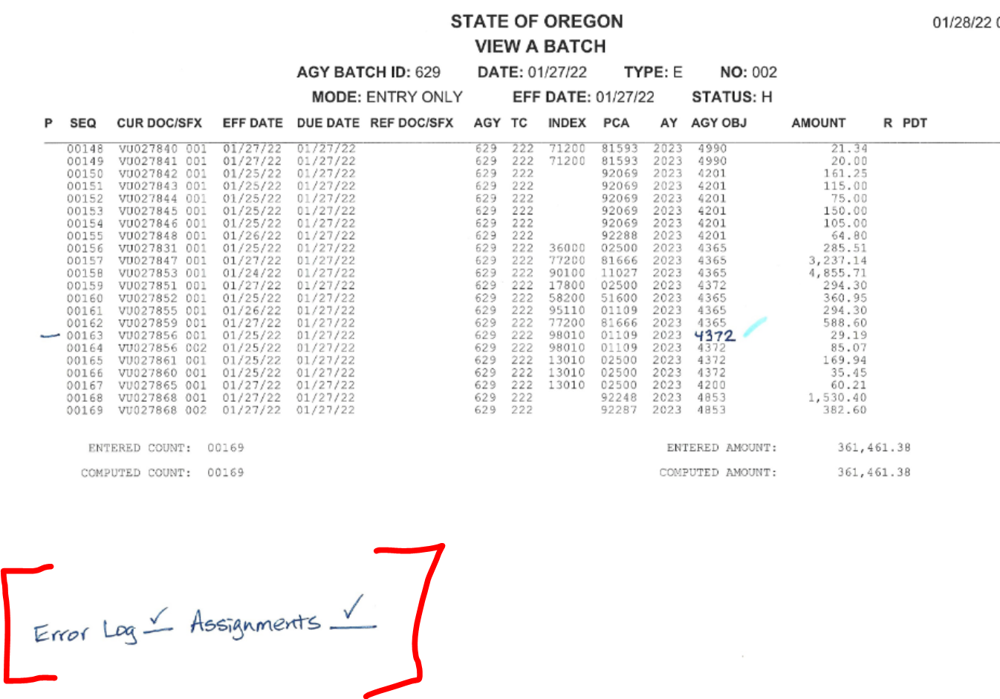 STATE OF OREGON
01/28/22
VIEW A BATCH
AGY BATCH ID: 629 DATE: 01/27/22 TYPE: E NO: 002
MODE: ENTRY ONLY EFF DATE: 01/27/22 STATUS: H
P SEQ CUR DOC/SFX EFF DATE DUE DATE REF DOC/SFX AGY TC INDEX PCA AY AGY OBJ AMOUNT R PDT
00148 VU027840 001 01/27/22 01/27/22 629 222 71200 81593 2023 4990 21.34
00149 VU027841 001 01/27/22 01/27/22 629 222 71200 81593 2023 4990 20.00
00150 VU027842 001 01/25/22 01/27/22 629 222 92069 2023 4201 161.25
00151 VU027843 001 01/25/22 01/27/22 629 222 92069 2023 4201 115.00
00152 VU027844 001 01/25/22 01/27/22 629 222 92069 2023 4201 75.00
00153 VU027845 001 01/25/22 01/27/22 629 222 92069 2023 4201 150.00
00154 VU027846 001 01/25/22 01/27/22 629 222 92069 2023 4201 105.00
00155 VU027848 001 01/26/22 01/27/22 629 222 92288 2023 4201 64.80
00156 VU027831 001 01/25/22 01/27/22 629 222 36000 02500 2023 4365 285.51
00157 VU027847 001 01/27/22 01/27/22 629 222 77200 81666 2023 4365 3,237.14
00158 VU027853 001 01/24/22 01/27/22 629 222 90100 11027 2023 4365 4,855.71
00159 VU027851 001 01/27/22 01/27/22 629 222 17800 02500 2023 4372 294.30
00160 VU027852 001 01/25/22 01/27/22 629 222 58200 51600 2023 4365 360.95
00161 VU027855 001 01/26/22 01/27/22 629 222 95110 01109 2023 4365 294.30
00162 VU027859 001 01/27/22 01/27/22 629 222 77200 81666 2023 4365 588.60
00163 VU027856 001 01/25/22 01/27/22 629 222 98010 01109 2023 4372 29.19
00164 VU027856 002 01/25/22 01/27/22 629 222 98010 01109 2023 4372 85.07
00165 VU027861 001 01/25/22 01/27/22 629 222 13010 02500 2023 4372 169.94
00166 VU027860 001 01/25/22 01/27/22 629 222 13010 02500 2023 4372 35.45
00167 VU027865 001 01/27/22 01/27/22 629 222 13010 02500 2023 4200 60.21
00168 VU027868 001 01/27/22 01/27/22 629 222 92248 2023 4853 1,530.40
00169 VU027868 002 01/27/22 01/27/22 629 222 92287 2023 4853 382.60
ENTERED COUNT: 00169 ENTERED AMOUNT: 361,461.38
COMPUTED COUNT: 00169 COMPUTED AMOUNT: 361,461.38
Error Log ✓ Assignments ✓